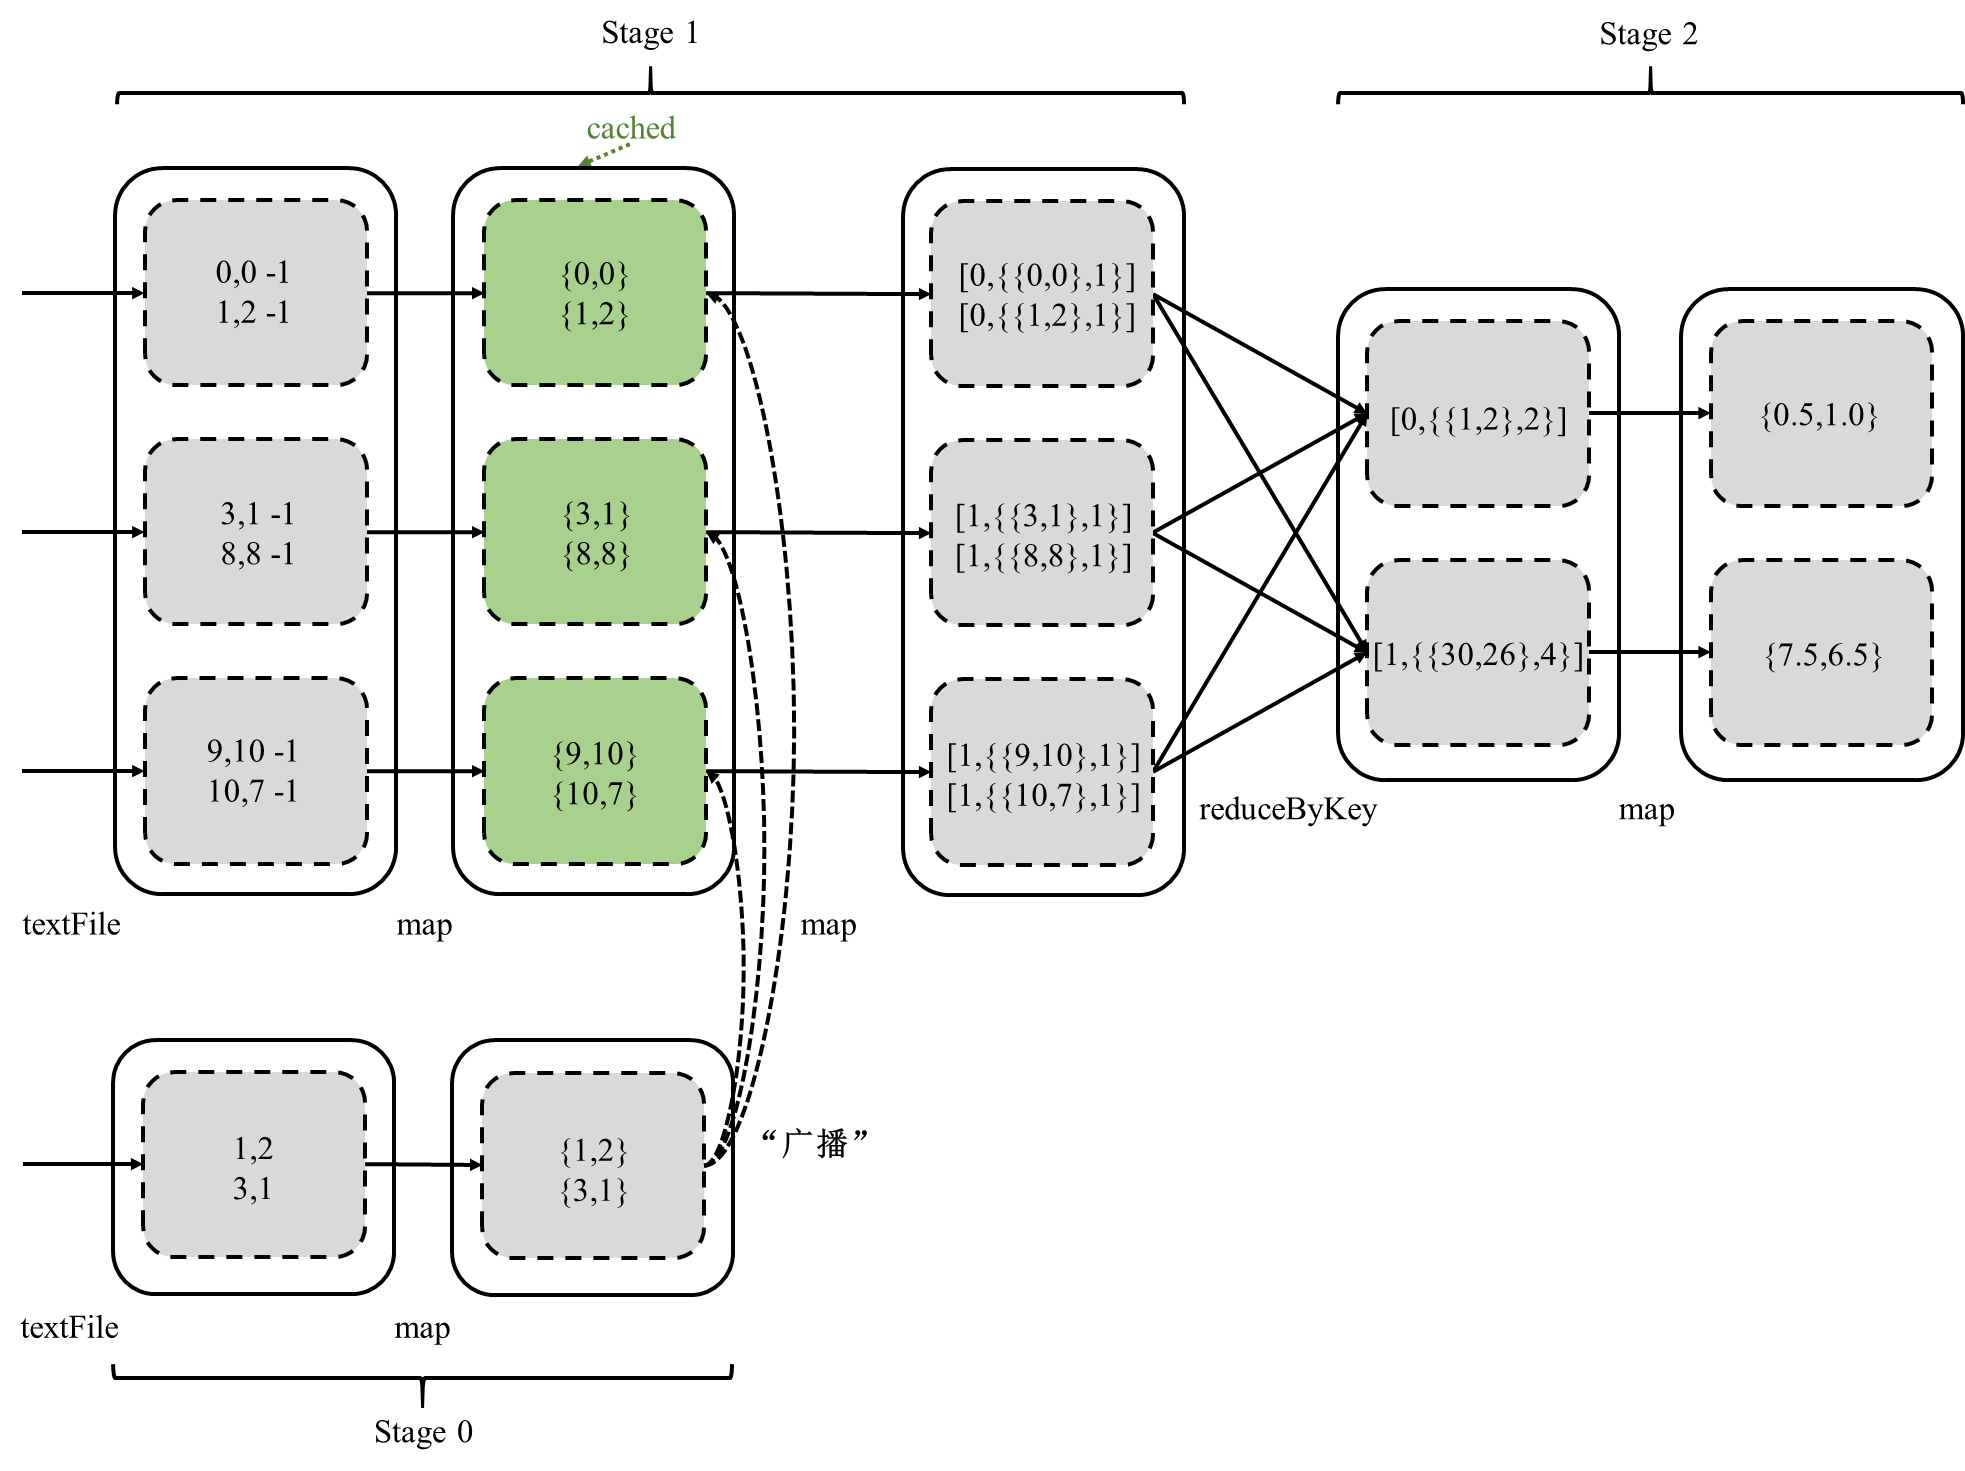 Stage 1
Stage 2
cached
0,0 -1
1,2 -1
{0,0}
{1,2}
[0,{{0,0},1}]
[0,{{1,2},1}]
3,1 -1
8,8 -1
{3,1}
{8,8}
[1,{{3,1},1}]
[1,{{8,8},1}]
9,10 -1
10,7 -1
{9,10}
{10,7}
[1,{{9,10},1}]
[1,{{10,7},1}]
[0,{{1,2},2}]
{0.5,1.0}
[1,{{30,26},4}]
{7.5,6.5}
reduceByKey
map
textFile
map
map
1,2
3,1
{1,2}
{3,1}
“广播”
textFile
map
Stage 0